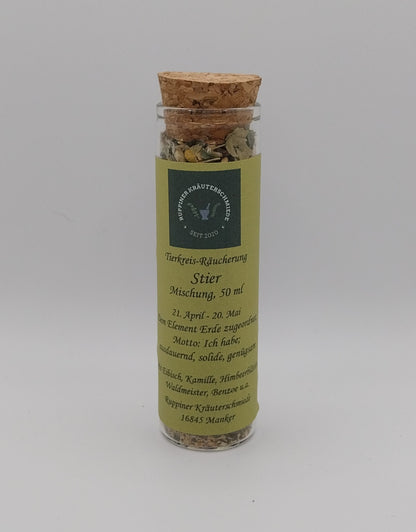 RUPPINER KRÄUTERSCHMIEDE
SEIT 2020
Tierkreis-Räucherung
Stier
Mischung, 50 ml
21. April - 20. Mai
Dem Element Erde zugeordnet
Motto: Ich habe;
ausdauernd, solide, genügsam
Eibisch, Kamille, Himbeerblätter
Waldmeister, Benzoe u.a.
Ruppiner Kräuterschmiede
16845 Manker